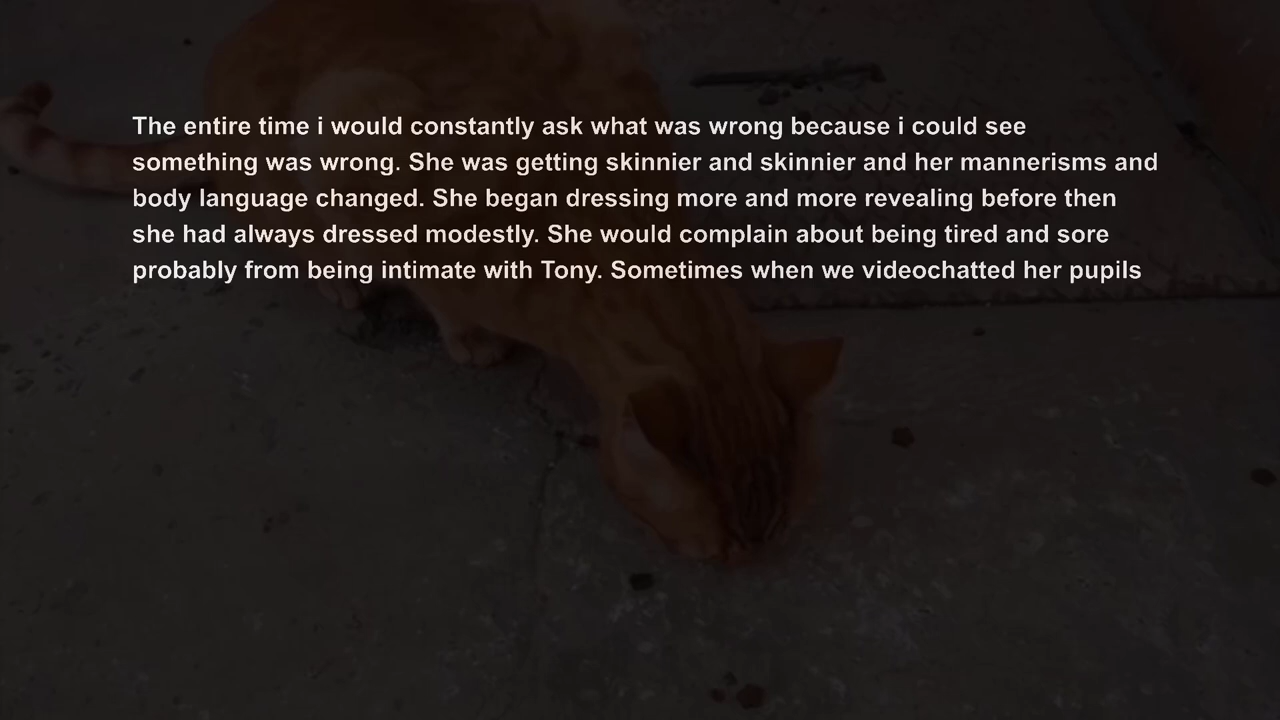 The entire time i would constantly ask what was wrong because i could see
something was wrong. She was getting skinnier and skinnier and her mannerisms and
body language changed. She began dressing more and more revealing before then
she had always dressed modestly. She would complain about being tired and sore
probably from being intimate with Tony. Sometimes when we videochatted her pupils